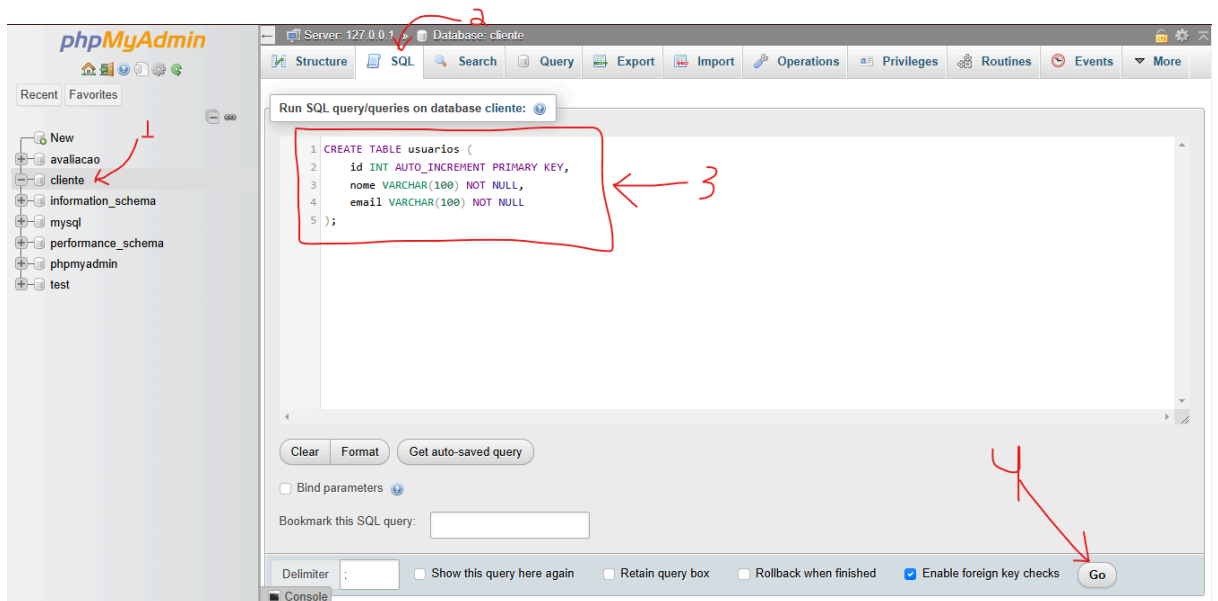 2
phpMyAdmin
Server: 127.0.0.1 » Database: cliente
Structure SQL Search Query Export Import Operations Privileges Routines Events More
Recent Favorites
Run SQL query/queries on database cliente:
1
New
avaliacao
cliente
information_schema
mysql
performance_schema
phpmyadmin
test
1 CREATE TABLE usuarios (
2 id INT AUTO_INCREMENT PRIMARY KEY,
3 nome VARCHAR(100) NOT NULL,
4 email VARCHAR(100) NOT NULL
5 );
3
Clear Format Get auto-saved query
4
Bind parameters
Bookmark this SQL query:
Delimiter ; Show this query here again Retain query box Rollback when finished Enable foreign key checks Go
Console